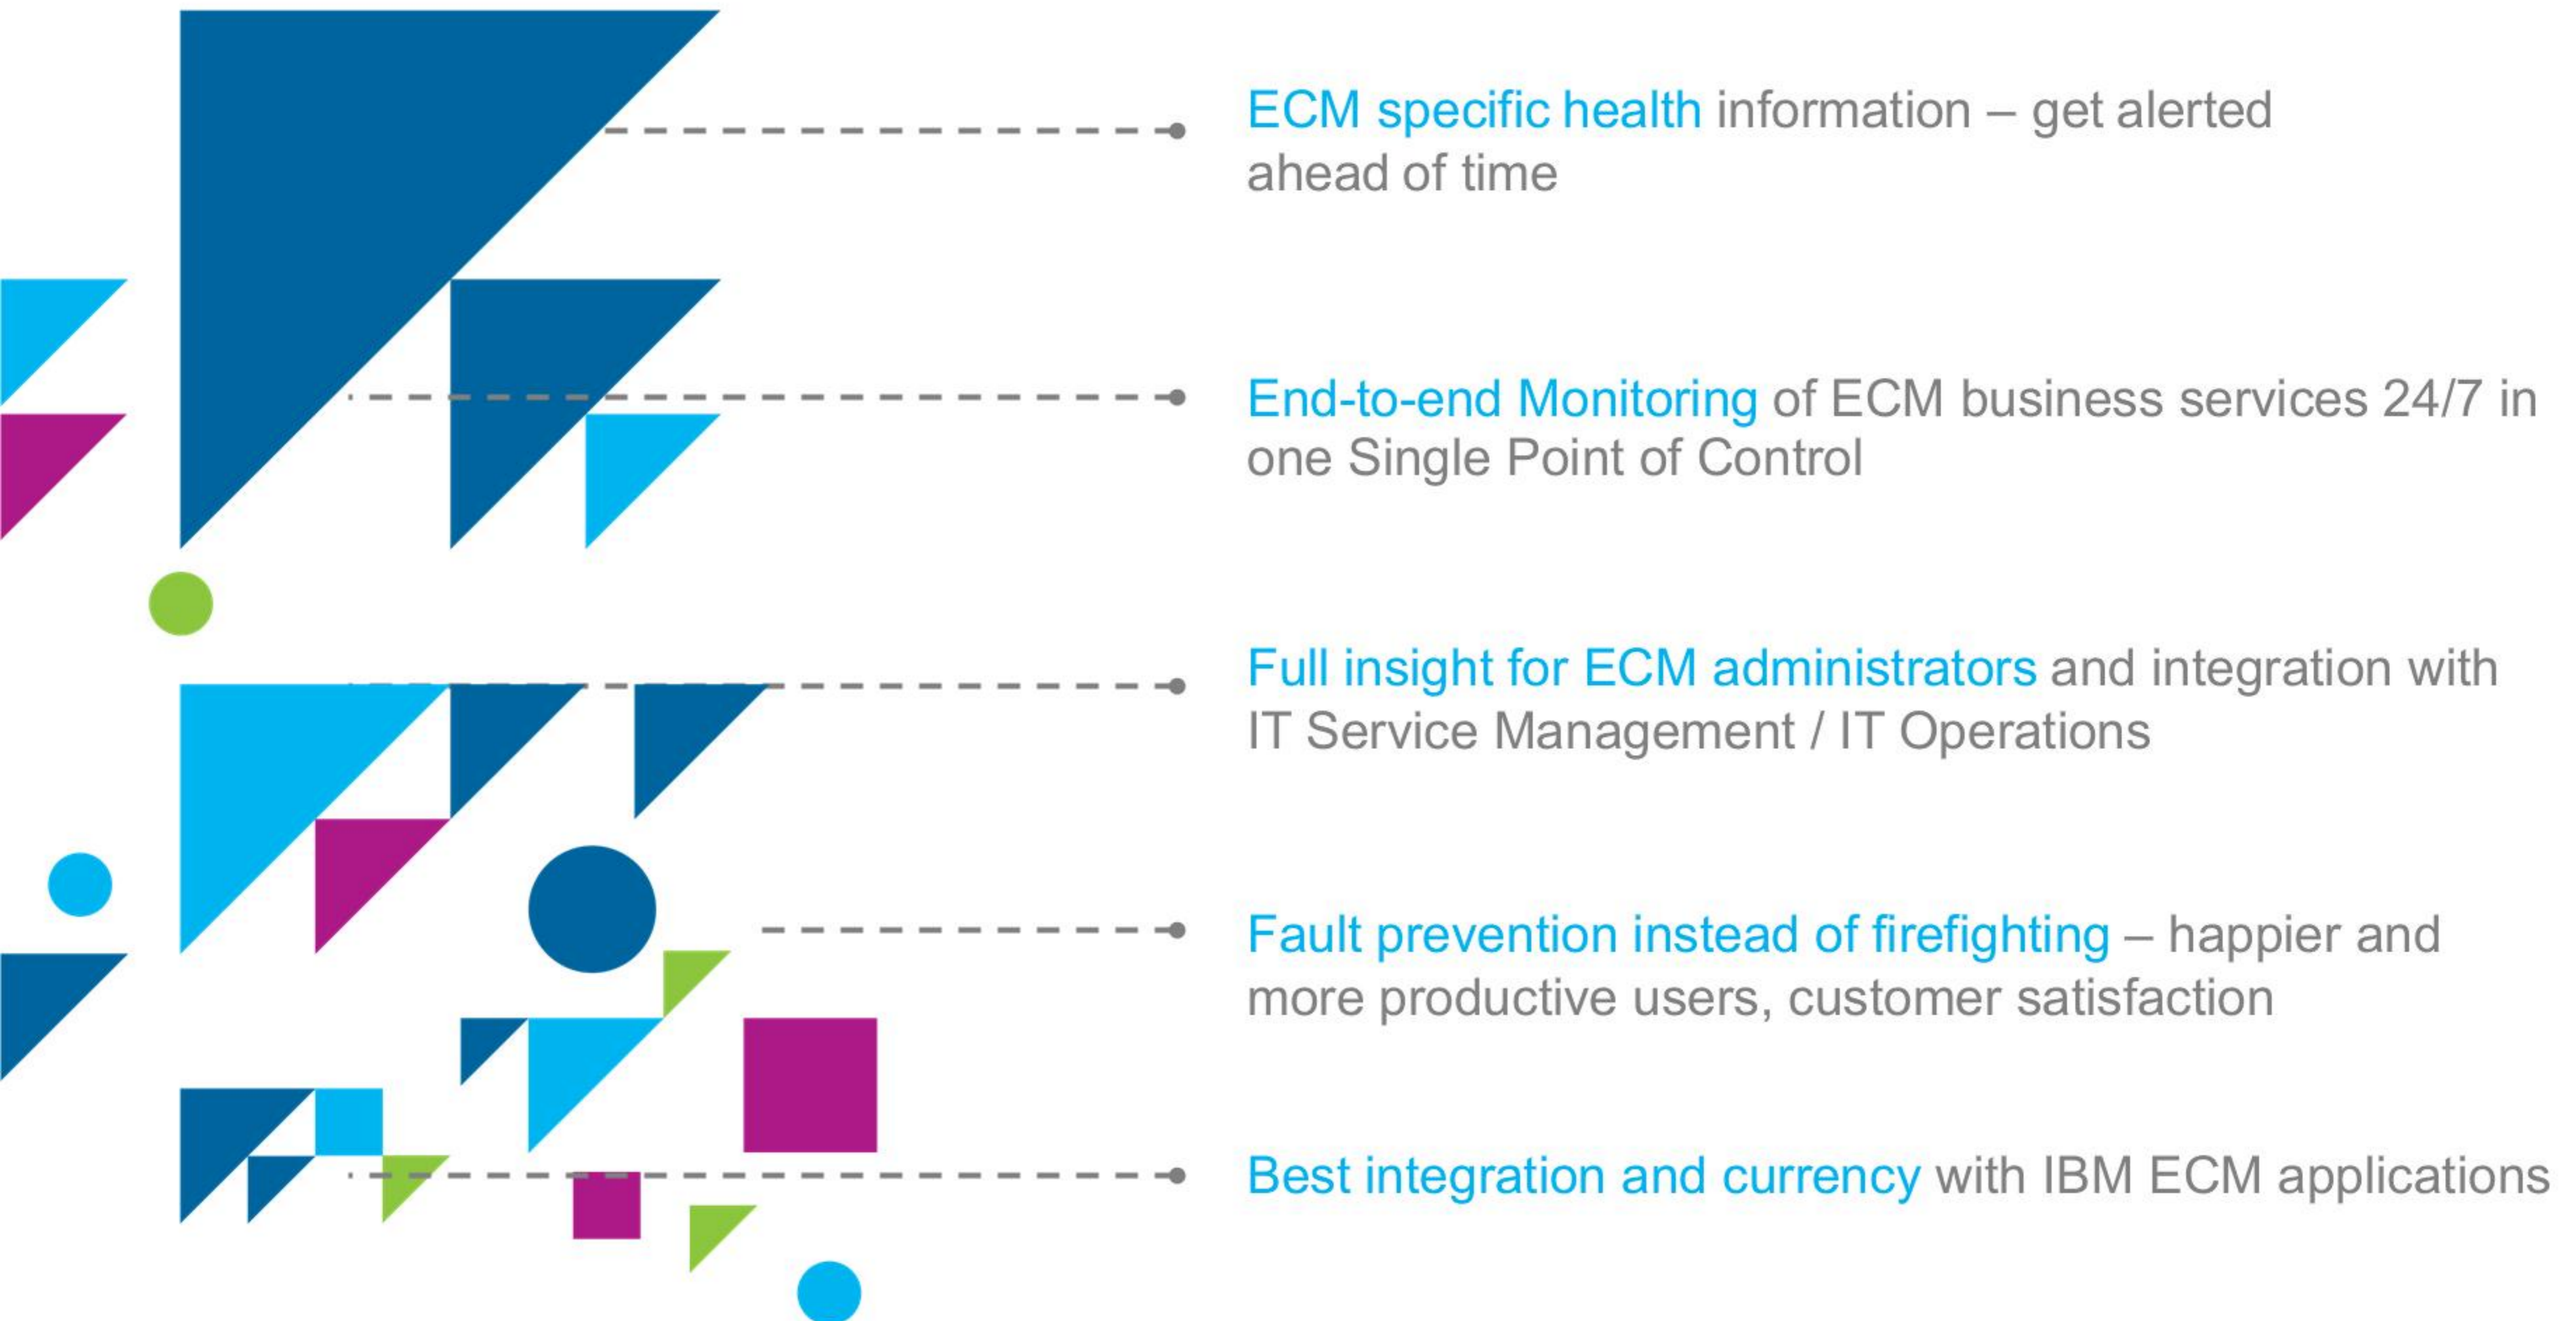 ECM specific health information – get alerted
ahead of time
End-to-end Monitoring of ECM business services 24/7 in
one Single Point of Control
Full insight for ECM administrators and integration with
IT Service Management / IT Operations
Fault prevention instead of firefighting – happier and
more productive users, customer satisfaction
Best integration and currency with IBM ECM applications